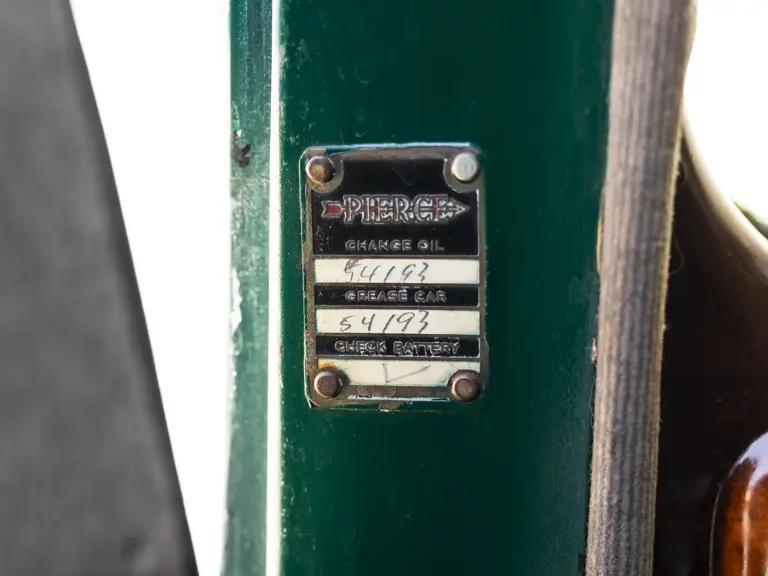 PIERCE
CHANGE OIL
54193
GREASE CAR
54193
CHECK BATTERY